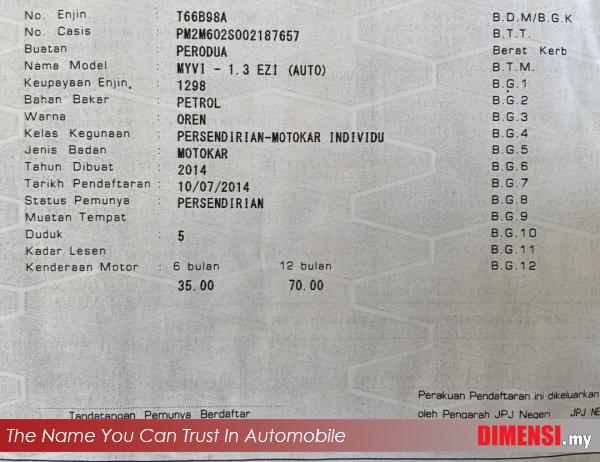 No. Enjin : T66B98A B.D.M/B.G.K
No. Casis : PM2M602S002187657 B.T.T.
Buatan : PERODUA Berat Kerb
Nama Model : MYVI - 1.3 EZI (AUTO) B.T.M.
Keupayaan Enjin : 1298 B.G.1
Bahan Bakar : PETROL B.G.2
Warna : OREN B.G.3
Kelas Kegunaan : PERSENDIRIAN-MOTOKAR INDIVIDU B.G.4
Jenis Badan : MOTOKAR B.G.5
Tahun Dibuat : 2014 B.G.6
Tarikh Pendaftaran : 10/07/2014 B.G.7
Status Pemunya : PERSENDIRIAN B.G.8
Muatan Tempat B.G.9
Duduk : 5 B.G.10
Kadar Lesen B.G.11
Kenderaan Motor : 6 bulan 12 bulan B.G.12
35.00 70.00
Perakuan Pendaftaran ini dikeluarkan
Tandatangan Pemunya Berdaftar oleh Pengarah JPJ Negeri JPJ NE
The Name You Can Trust In Automobile DIMENSI.my